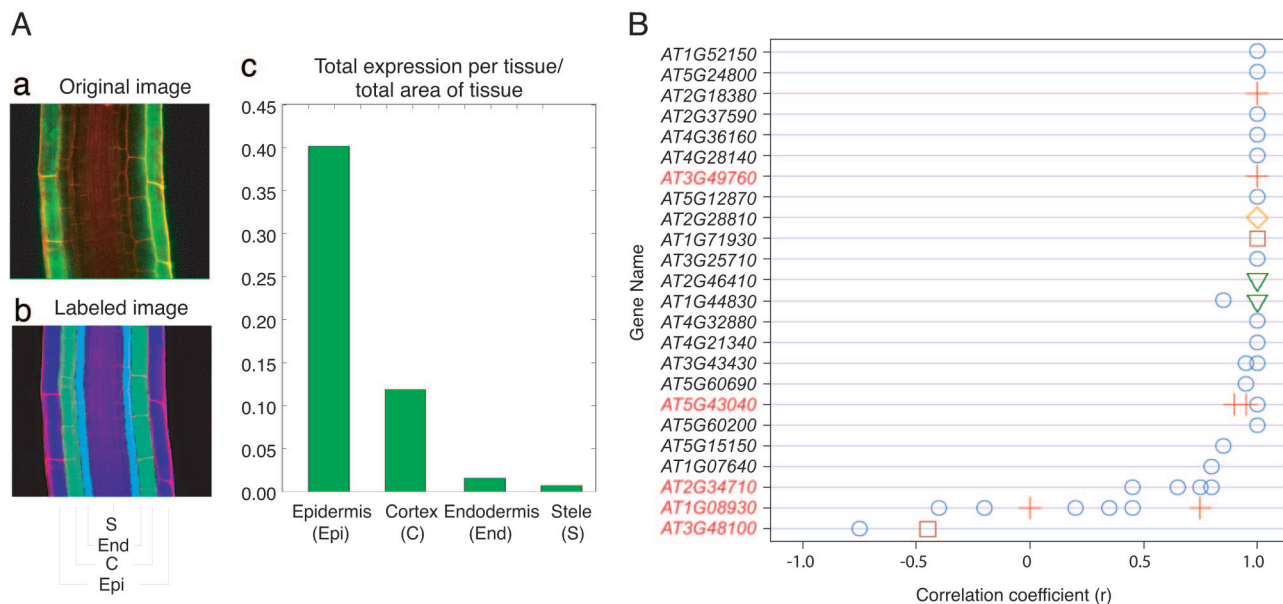 A
a
Original image
b
Labeled image
S
End
C
Epi
c
Total expression per tissue/
total area of tissue
0.45
0.40
0.35
0.30
0.25
0.20
0.15
0.10
0.05
0.00
Epidermis
(Epi)
Cortex
(C)
Endodermis
(End)
Stele
(S)
B
Gene Name
AT1G52150
AT5G24800
AT2G18380
AT2G37590
AT4G36160
AT4G28140
AT3G49760
AT5G12870
AT2G28810
AT1G71930
AT3G25710
AT2G46410
AT1G44830
AT4G32880
AT4G21340
AT3G43430
AT5G60690
AT5G43040
AT5G60200
AT5G15150
AT1G07640
AT2G34710
AT1G08930
AT3G48100
-1.0
-0.5
0
0.5
1.0
Correlation coefficient (r)